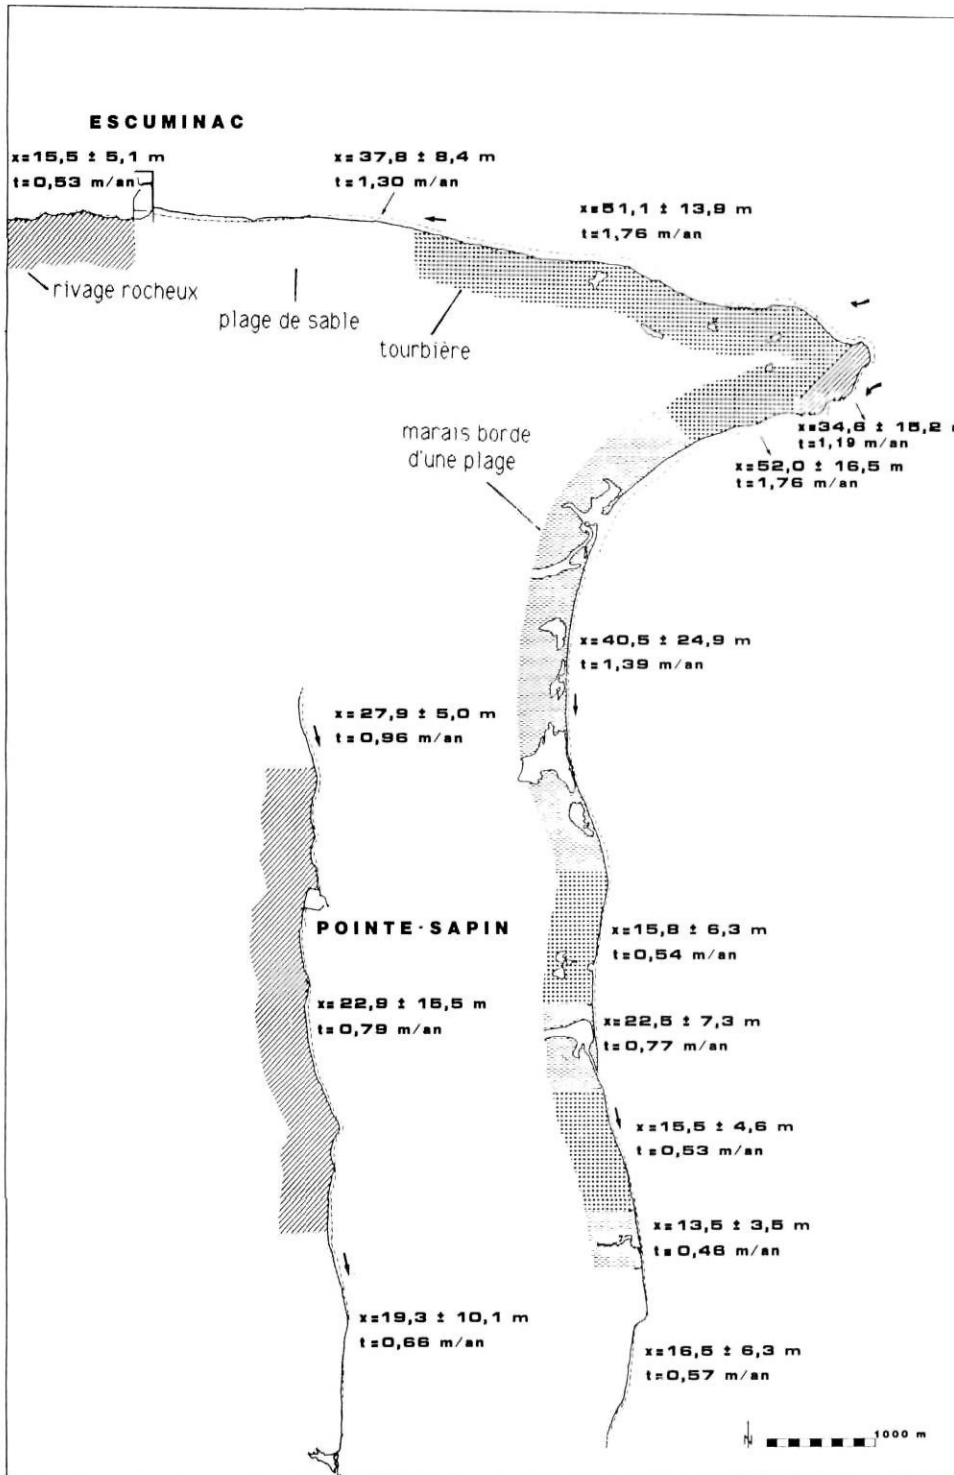 ESCUMINAC
x=15,5 ± 5,1 m
t=0,53 m/an
x=37,8 ± 8,4 m
t=1,30 m/an
x=51,1 ± 13,9 m
t=1,76 m/an
rivage rocheux
plage de sable
tourbière
x=34,6 ± 15,2
t=1,19 m/an
marais borde
d'une plage
x=52,0 ± 16,5 m
t=1,76 m/an
x=40,5 ± 24,9 m
t=1,39 m/an
x=27,9 ± 5,0 m
t=0,96 m/an
POINTE-SAPIN
x=15,8 ± 6,3 m
t=0,54 m/an
x=22,9 ± 15,5 m
t=0,79 m/an
x=22,5 ± 7,3 m
t=0,77 m/an
x=15,5 ± 4,6 m
t=0,53 m/an
x=13,5 ± 3,5 m
t=0,46 m/an
x=19,3 ± 10,1 m
t=0,66 m/an
x=16,5 ± 6,3 m
t=0,57 m/an
N
1000 m